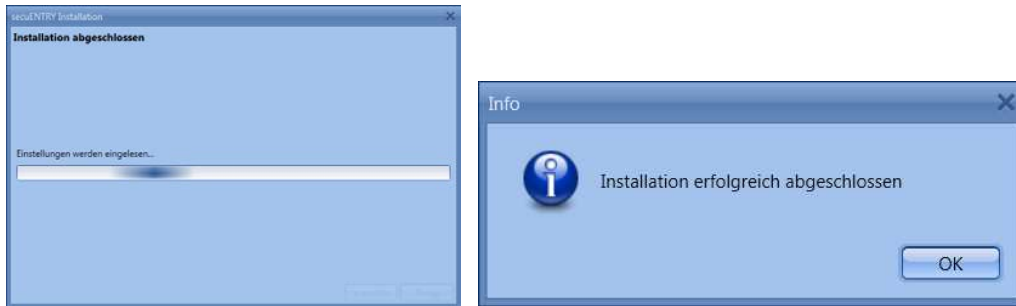 secuENTRY Installation
Installation abgeschlossen
Einstellungen werden eingelesen...
Info
Installation erfolgreich abgeschlossen
OK